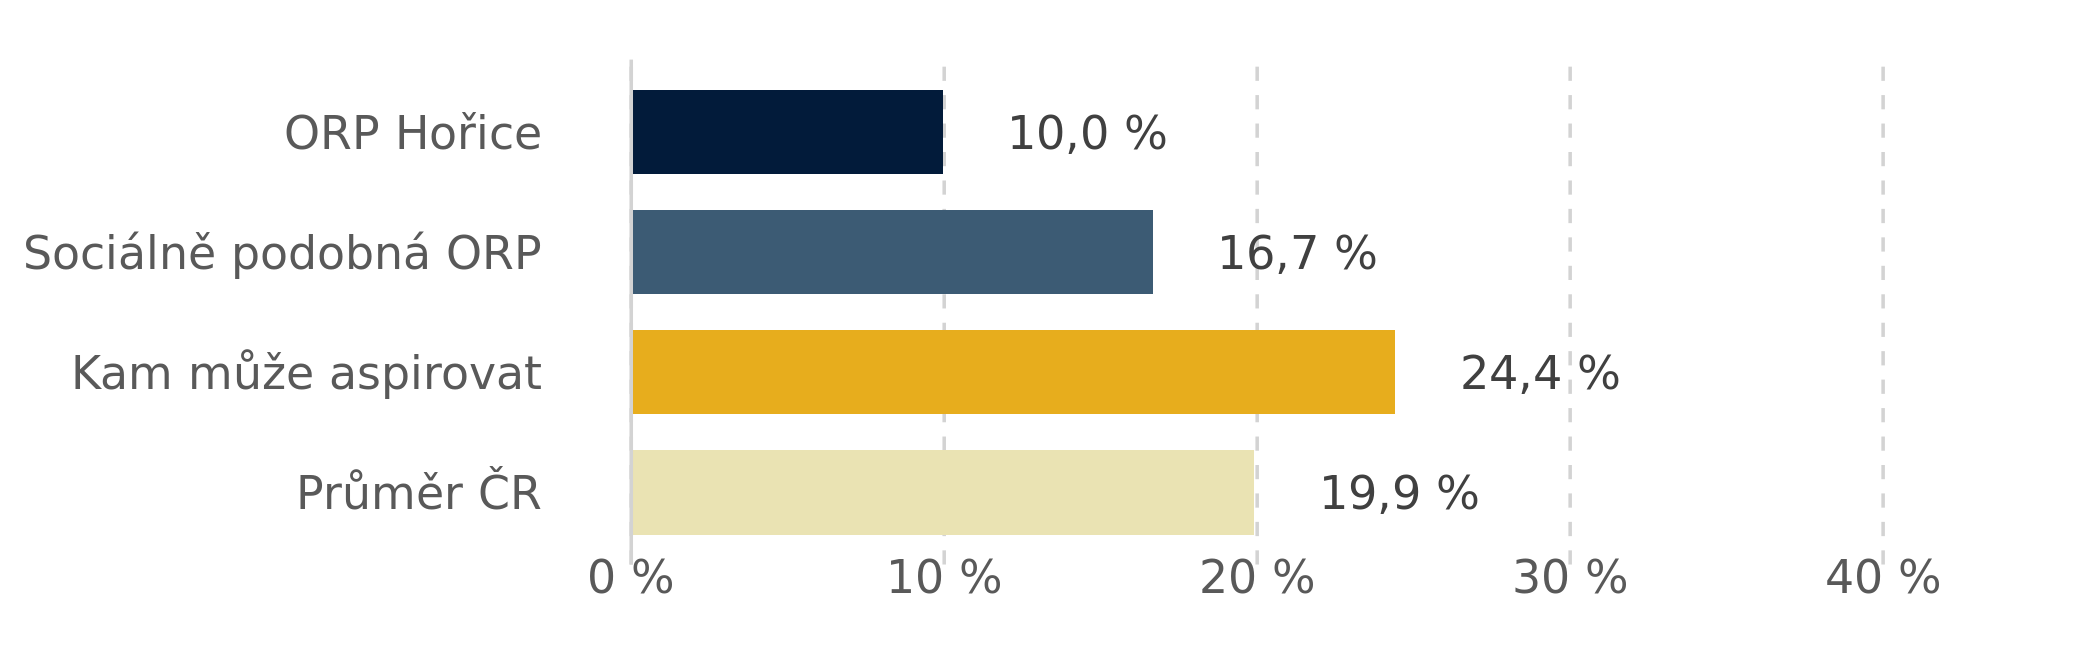 ORP Hořice 10,0 %
Sociálně podobná ORP 16,7 %
Kam může aspirovat 24,4 %
Průměr ČR 19,9 %
0 % 10 % 20 % 30 % 40 %